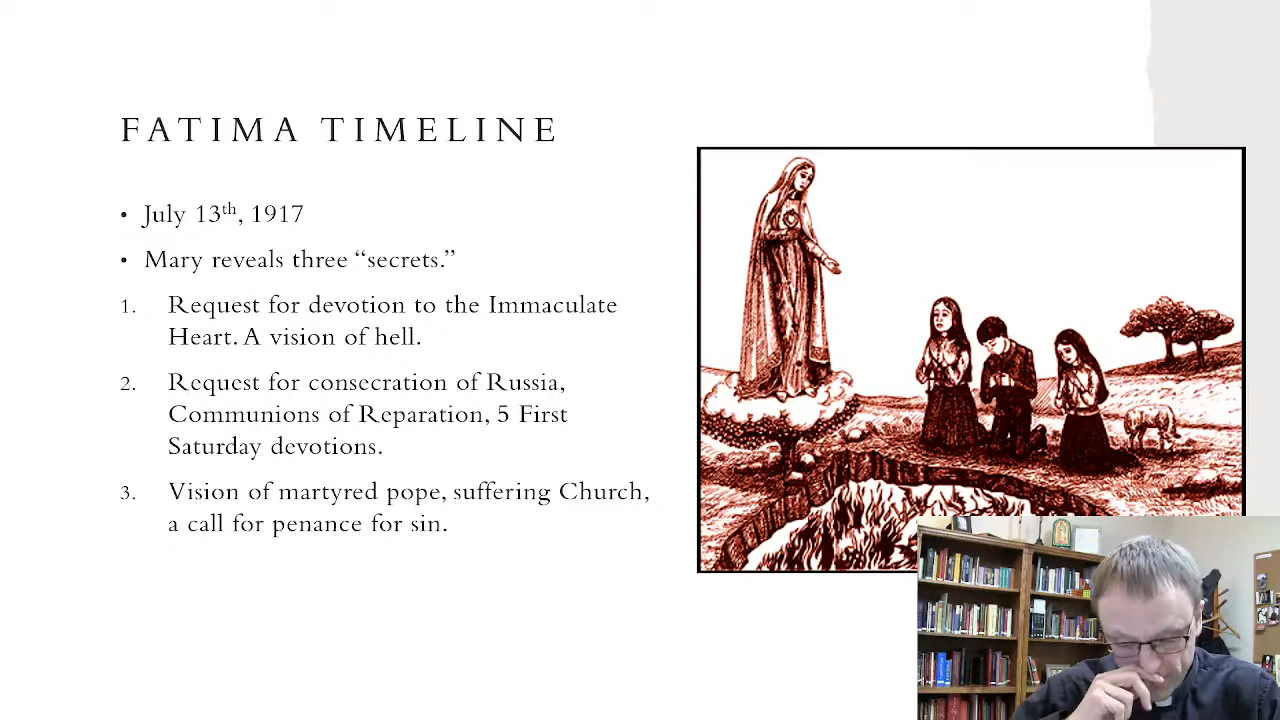 FATIMA TIMELINE
• July 13th, 1917
• Mary reveals three “secrets.”
1. Request for devotion to the Immaculate
Heart. A vision of hell.
2. Request for consecration of Russia,
Communions of Reparation, 5 First
Saturday devotions.
3. Vision of martyred pope, suffering Church,
a call for penance for sin.